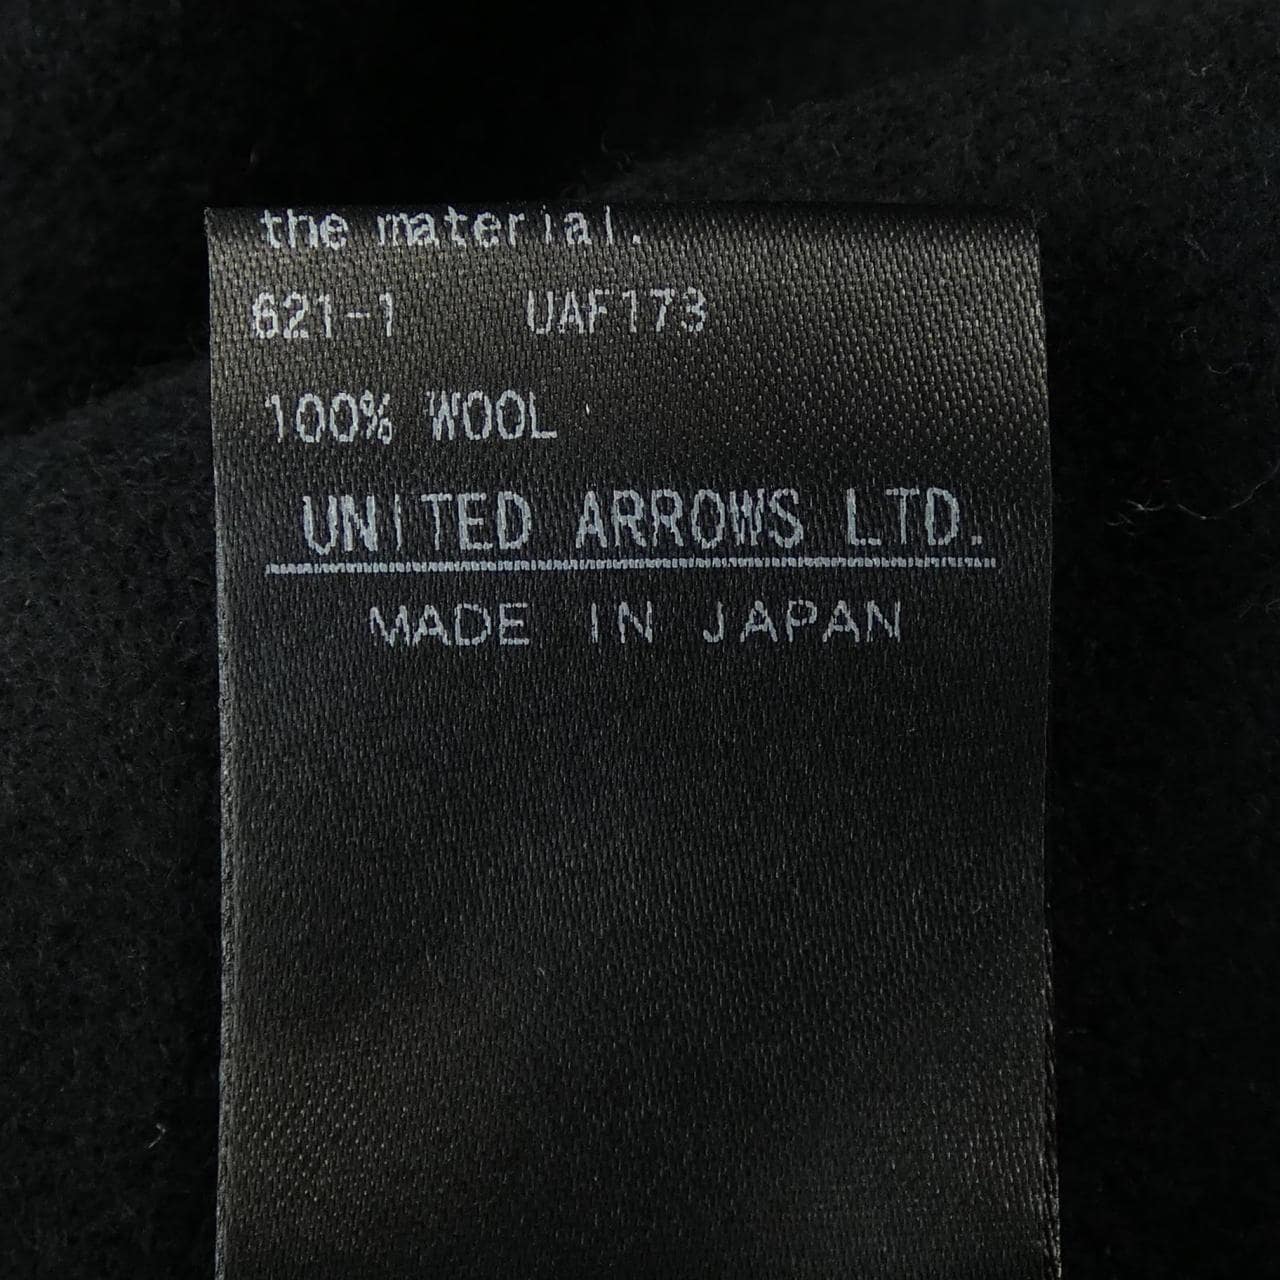 the material.
621-1 UAF173
100% WOOL
UNITED ARROWS LTD.
MADE IN JAPAN